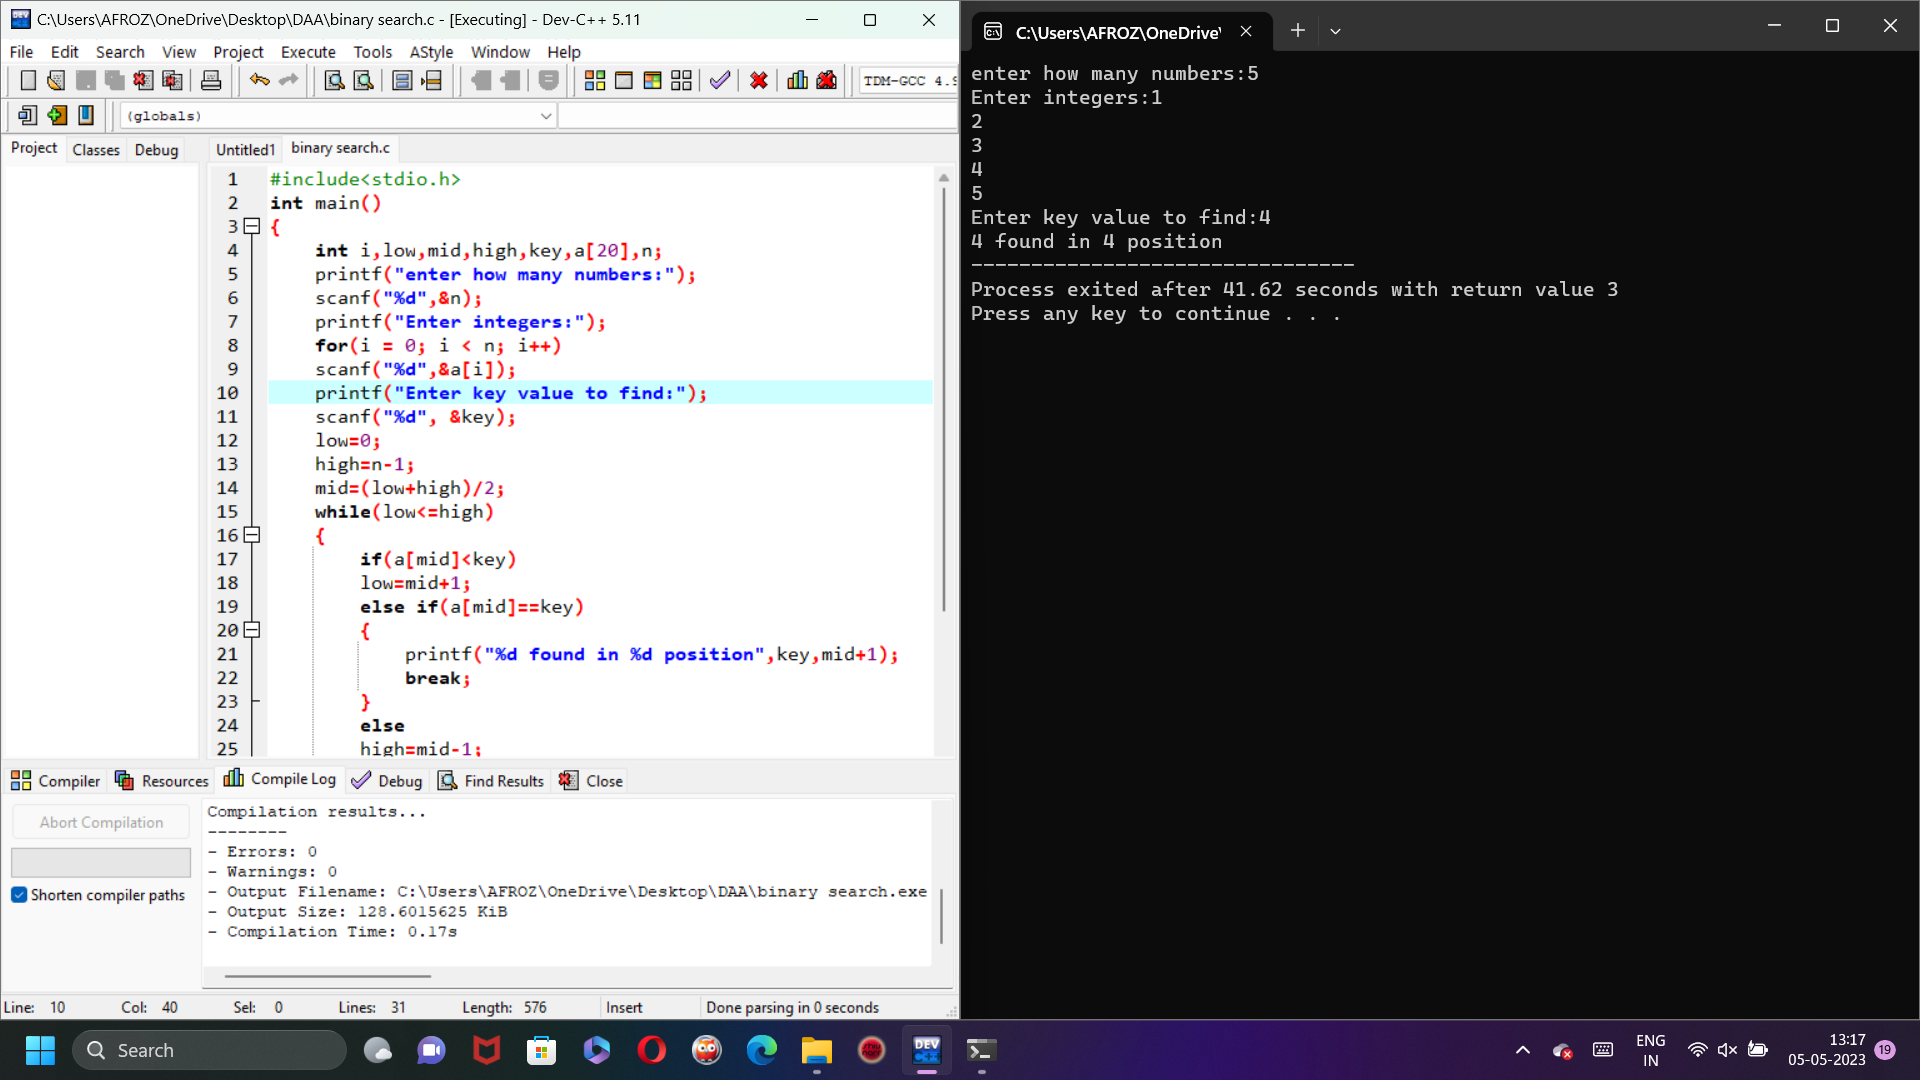 C:\Users\AFROZ\OneDrive\Desktop\DAA\binary search.c - [Executing] - Dev-C++ 5.11
File Edit Search View Project Execute Tools AStyle Window Help
TDM-GCC 4.9
(globals)
Project Classes Debug
Untitled1 binary search.c
1 #include<stdio.h>
2 int main()
3 {
4 int i,low,mid,high,key,a[20],n;
5 printf("enter how many numbers:");
6 scanf("%d",&n);
7 printf("Enter integers:");
8 for(i = 0; i < n; i++)
9 scanf("%d",&a[i]);
10 printf("Enter key value to find:");
11 scanf("%d", &key);
12 low=0;
13 high=n-1;
14 mid=(low+high)/2;
15 while(low<=high)
16 {
17 if(a[mid]<key)
18 low=mid+1;
19 else if(a[mid]==key)
20 {
21 printf("%d found in %d position",key,mid+1);
22 break;
23 }
24 else
25 high=mid-1;
Compiler Resources Compile Log Debug Find Results Close
Abort Compilation
Shorten compiler paths
Compilation results...
--------
- Errors: 0
- Warnings: 0
- Output Filename: C:\Users\AFROZ\OneDrive\Desktop\DAA\binary search.exe
- Output Size: 128.6015625 KiB
- Compilation Time: 0.17s
Line: 10 Col: 40 Sel: 0 Lines: 31 Length: 576 Insert Done parsing in 0 seconds
C:\Users\AFROZ\OneDrive\
enter how many numbers:5
Enter integers:1
2
3
4
5
Enter key value to find:4
4 found in 4 position
--------------------------------
Process exited after 41.62 seconds with return value 3
Press any key to continue . . .
Search
DEV
C++
ENG
IN
13:17
05-05-2023
19